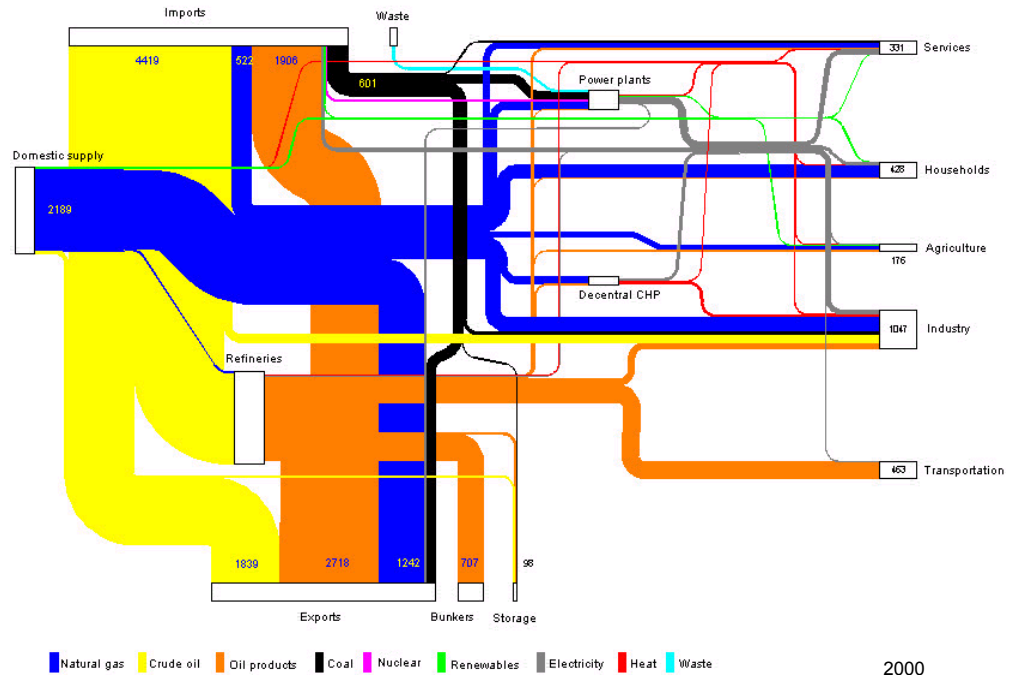 Imports
Waste
4419
522
1906
601
Power plants
331
Services
Domestic supply
2189
428
Households
Agriculture
176
Decentral CHP
1047
Industry
Refineries
463
Transportation
1839
2718
1242
707
98
Exports
Bunkers
Storage
Natural gas
Crude oil
Oil products
Coal
Nuclear
Renewables
Electricity
Heat
Waste
2000